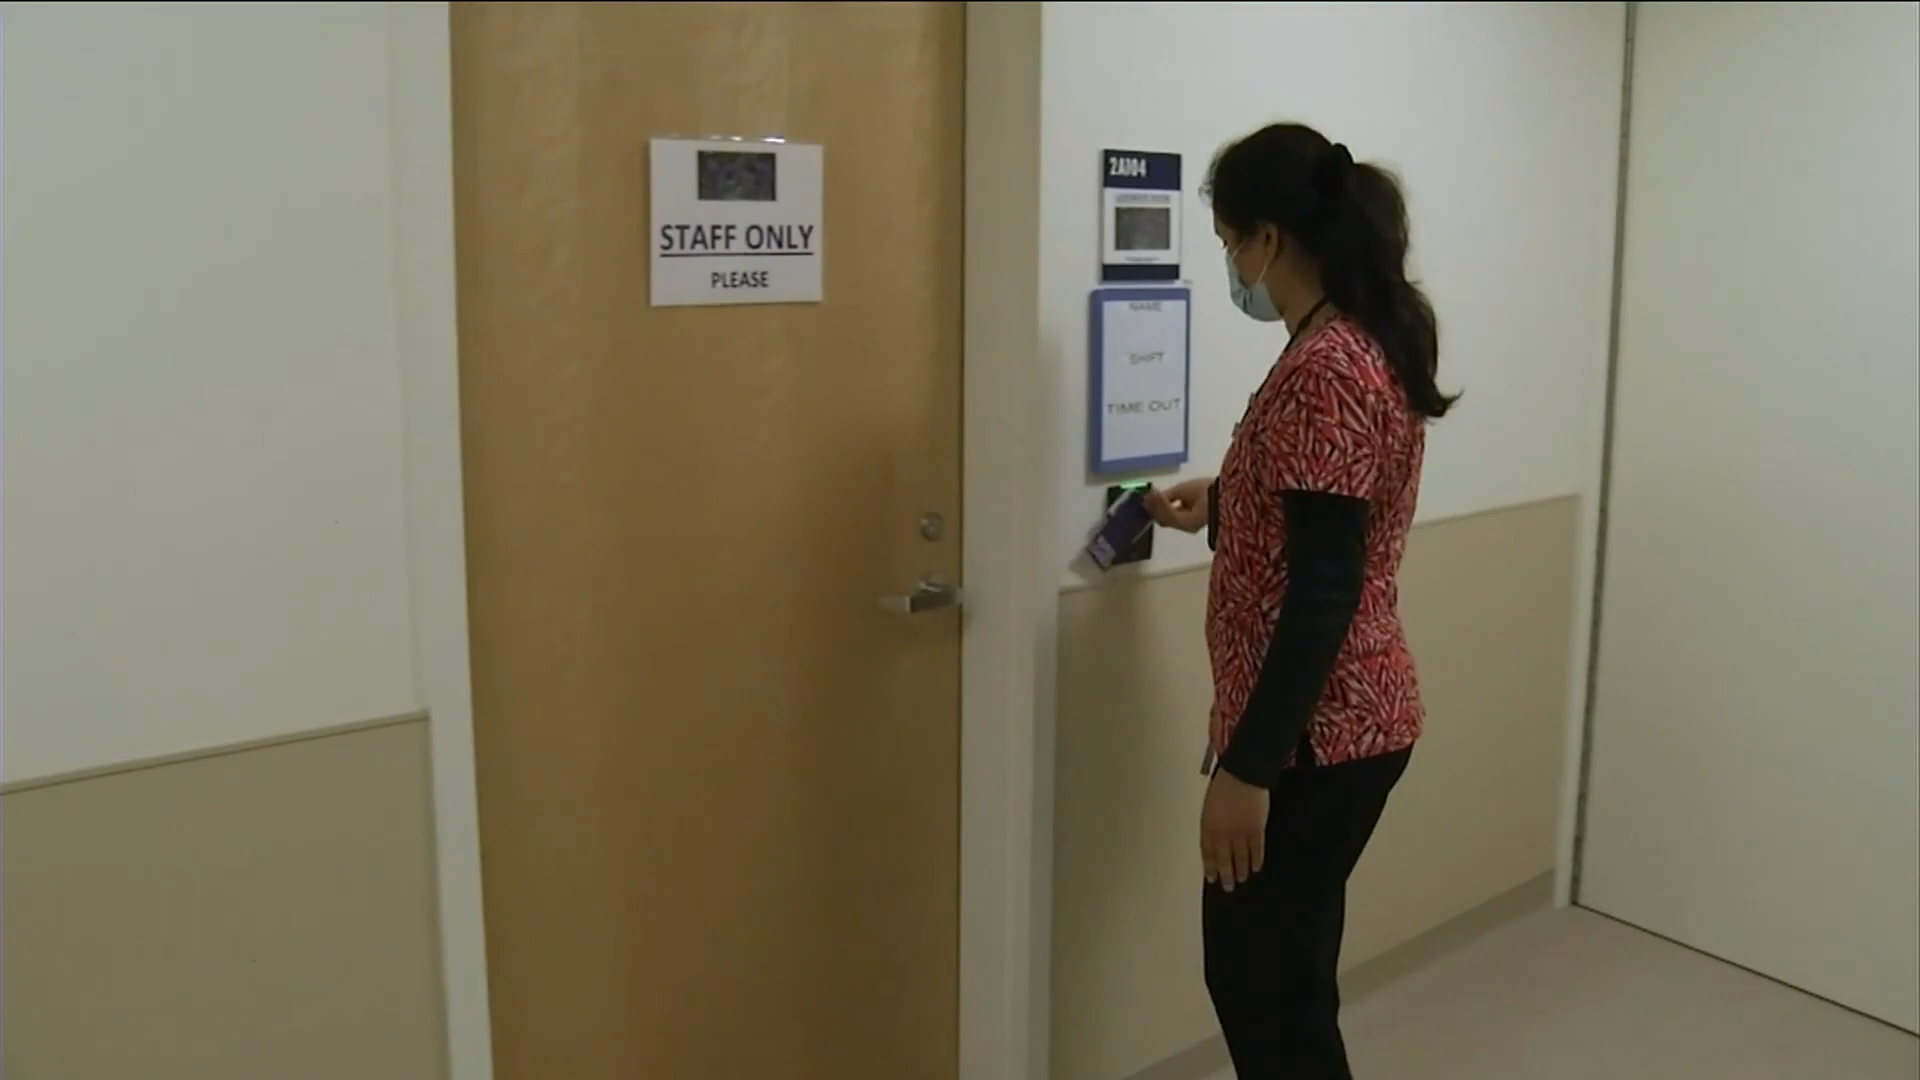 STAFF ONLY
PLEASE
2A104
NAME
SHIFT
TIME OUT